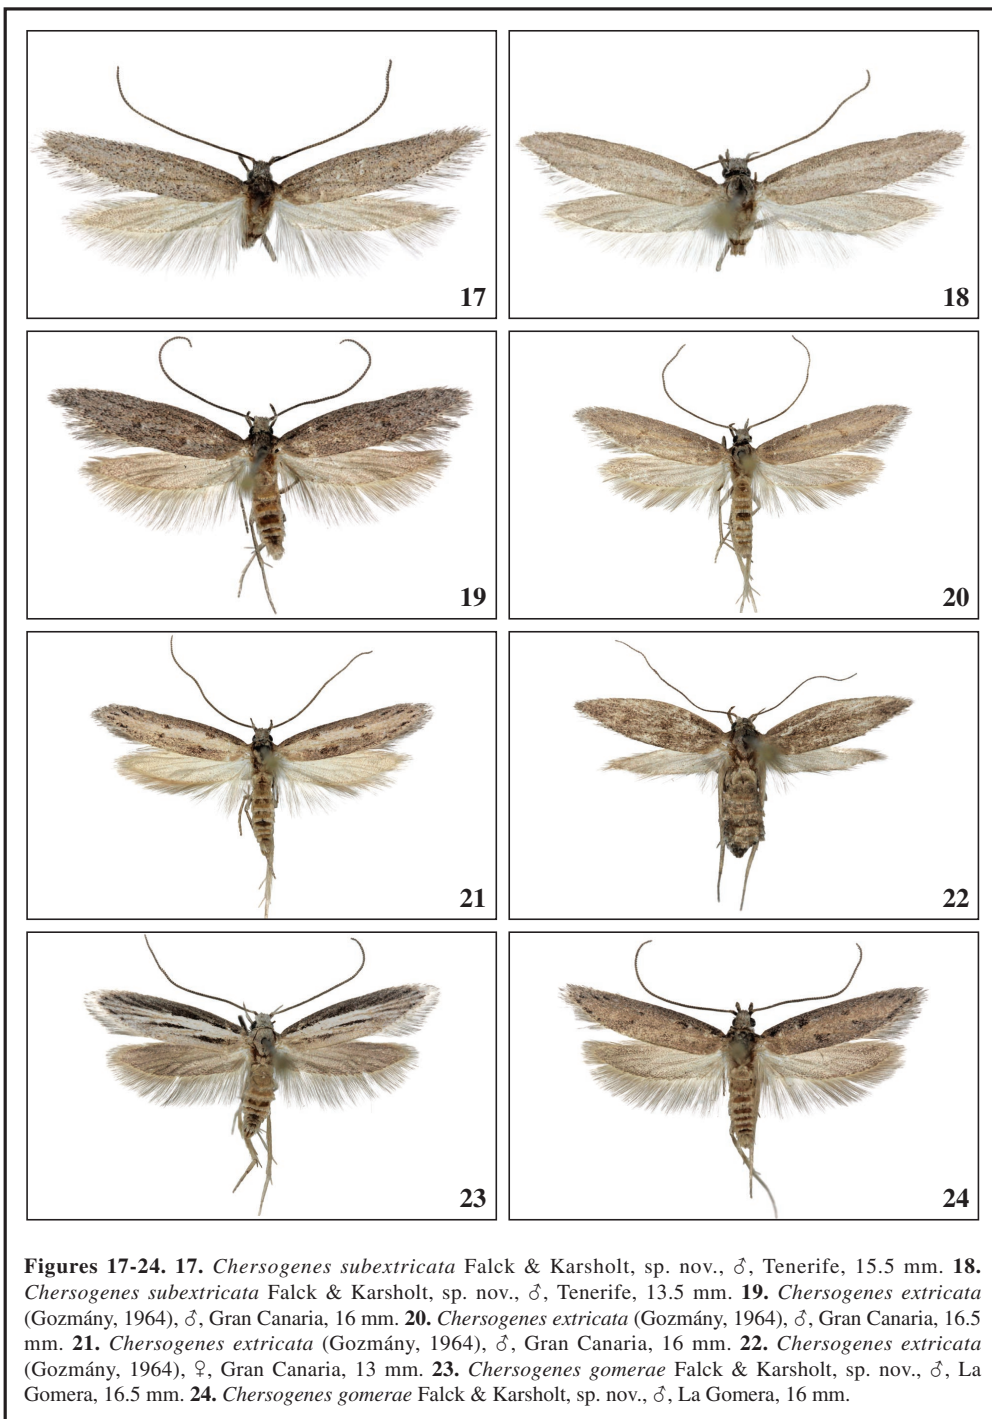 17
18
19
20
21
22
23
24
Figures 17-24. 17. Chersogenes subextricata Falck & Karsholt, sp. nov., ♂, Tenerife, 15.5 mm. 18.
Chersogenes subextricata Falck & Karsholt, sp. nov., ♂, Tenerife, 13.5 mm. 19. Chersogenes extricata
(Gozmány, 1964), ♂, Gran Canaria, 16 mm. 20. Chersogenes extricata (Gozmány, 1964), ♂, Gran Canaria, 16.5
mm. 21. Chersogenes extricata (Gozmány, 1964), ♂, Gran Canaria, 16 mm. 22. Chersogenes extricata
(Gozmány, 1964), ♀, Gran Canaria, 13 mm. 23. Chersogenes gomerae Falck & Karsholt, sp. nov., ♂, La
Gomera, 16.5 mm. 24. Chersogenes gomerae Falck & Karsholt, sp. nov., ♂, La Gomera, 16 mm.